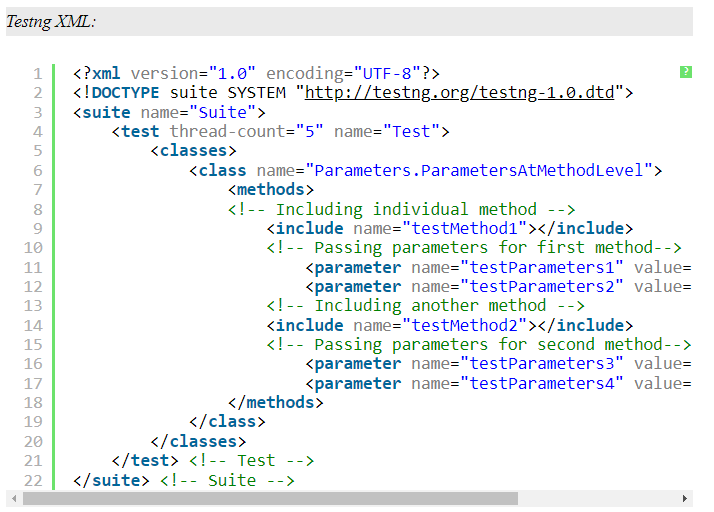 Testng XML:
?
1 <?xml version="1.0" encoding="UTF-8"?>
2 <!DOCTYPE suite SYSTEM "http://testng.org/testng-1.0.dtd">
3 <suite name="Suite">
4     <test thread-count="5" name="Test">
5         <classes>
6             <class name="Parameters.ParametersAtMethodLevel">
7                 <methods>
8                 <!-- Including individual method -->
9                     <include name="testMethod1"></include>
10                     <!-- Passing parameters for first method-->
11                         <parameter name="testParameters1" value=
12                         <parameter name="testParameters2" value=
13                     <!-- Including another method -->
14                     <include name="testMethod2"></include>
15                     <!-- Passing parameters for second method-->
16                         <parameter name="testParameters3" value=
17                         <parameter name="testParameters4" value=
18                 </methods>
19             </class>
20         </classes>
21     </test> <!-- Test -->
22 </suite> <!-- Suite -->